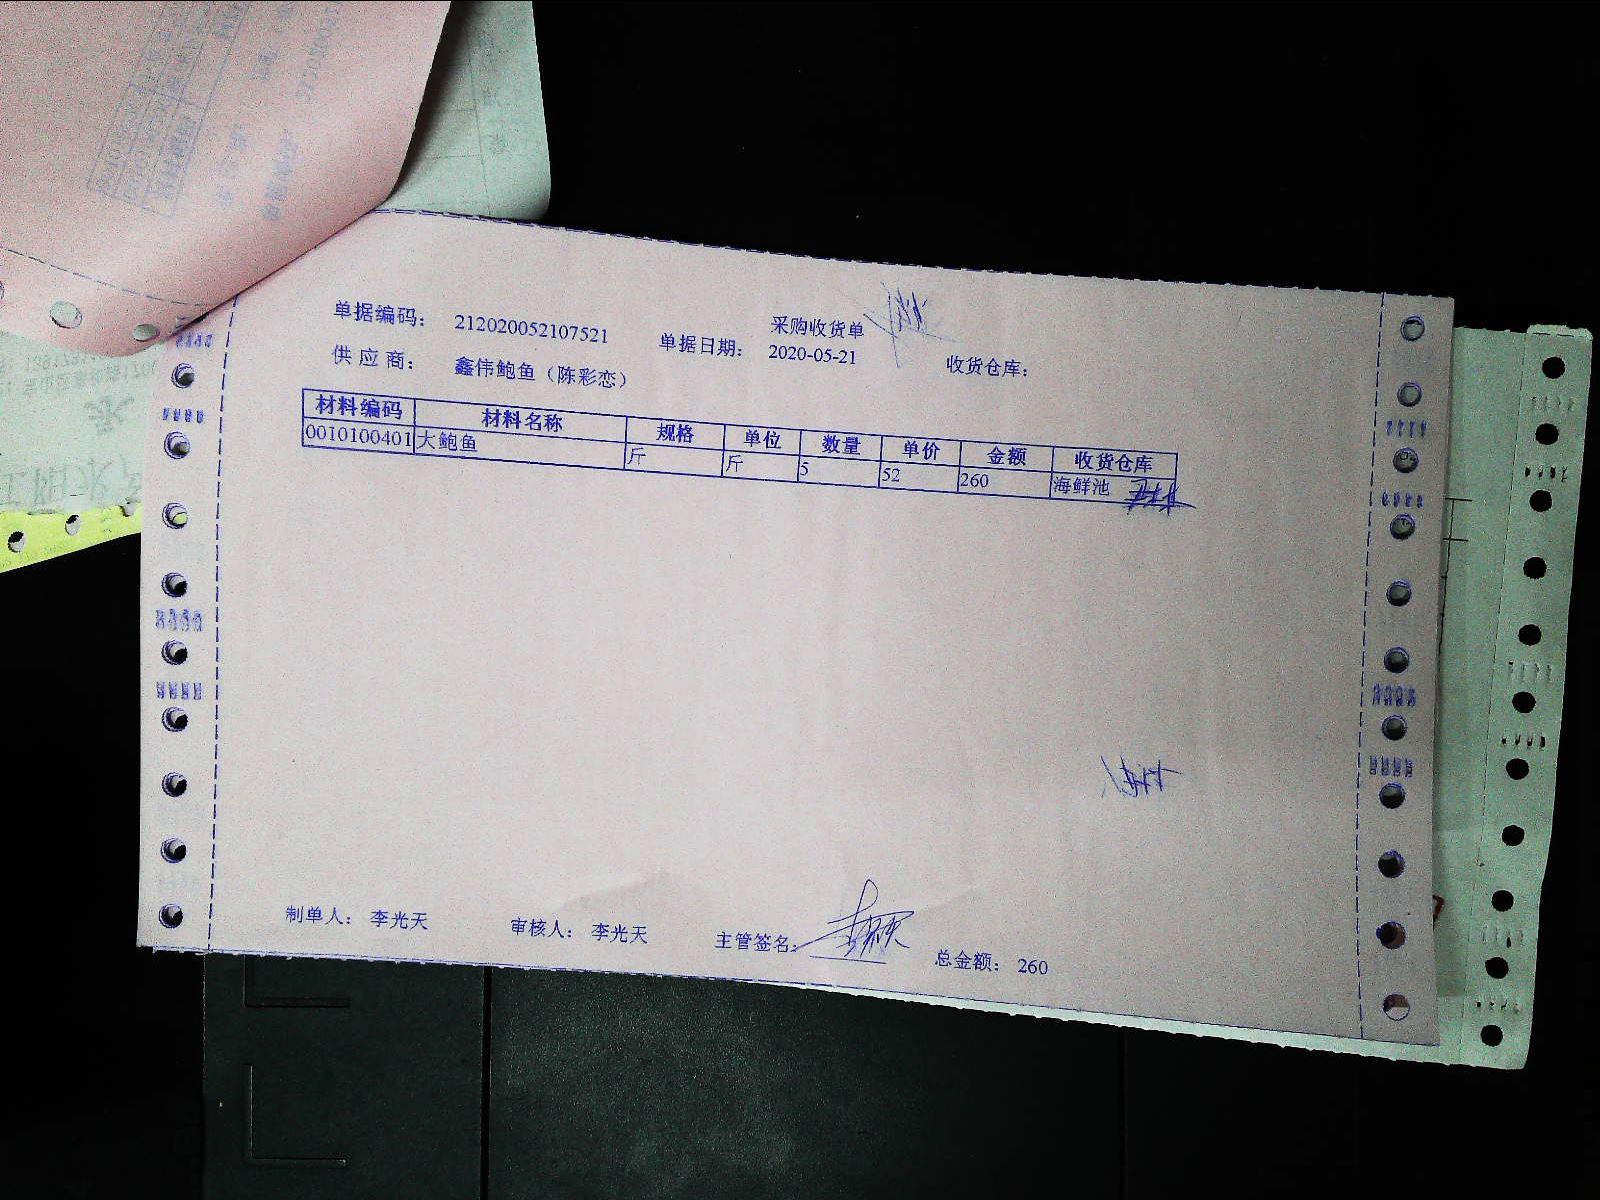 采购收货单
单据编码： 212020052107521 单据日期： 2020-05-21 收货仓库：
供 应 商： 鑫伟鲍鱼（陈彩恋）
材料编码 材料名称 规格 单位 数量 单价 金额 收货仓库
0010100401 大鲍鱼 斤 斤 5 52 260 海鲜池
制单人： 李光天 审核人： 李光天 主管签名： 总金额： 260